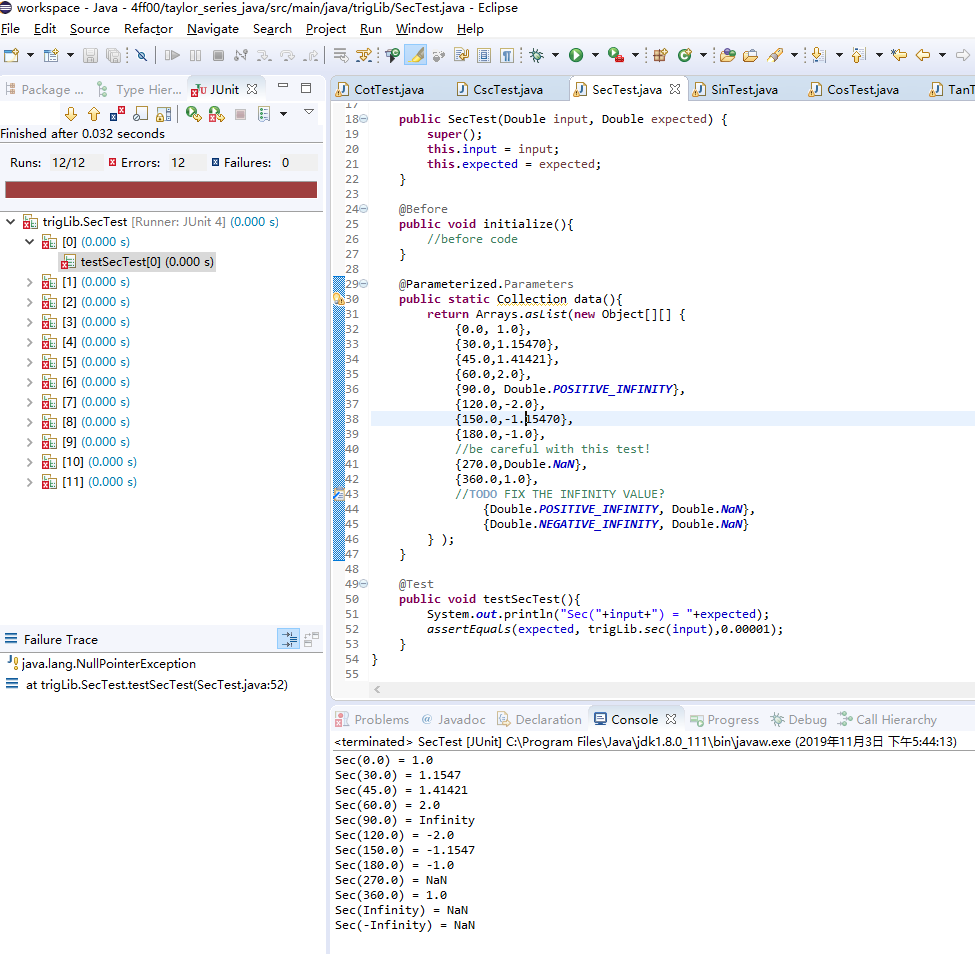 workspace - Java - 4ff00/taylor_series_java/src/main/java/trigLib/SecTest.java - Eclipse
File Edit Source Refactor Navigate Search Project Run Window Help
Package ... Type Hier... JUnit
Finished after 0.032 seconds
Runs: 12/12 Errors: 12 Failures: 0
trigLib.SecTest [Runner: JUnit 4] (0.000 s)
[0] (0.000 s)
testSecTest[0] (0.000 s)
[1] (0.000 s)
[2] (0.000 s)
[3] (0.000 s)
[4] (0.000 s)
[5] (0.000 s)
[6] (0.000 s)
[7] (0.000 s)
[8] (0.000 s)
[9] (0.000 s)
[10] (0.000 s)
[11] (0.000 s)
Failure Trace
java.lang.NullPointerException
at trigLib.SecTest.testSecTest(SecTest.java:52)
CotTest.java CscTest.java SecTest.java SinTest.java CosTest.java TanT
17
18 public SecTest(Double input, Double expected) {
19 super();
20 this.input = input;
21 this.expected = expected;
22 }
23
24 @Before
25 public void initialize(){
26 //before code
27 }
28
29 @Parameterized.Parameters
30 public static Collection data(){
31 return Arrays.asList(new Object[][] {
32 {0.0, 1.0},
33 {30.0,1.15470},
34 {45.0,1.41421},
35 {60.0,2.0},
36 {90.0, Double.POSITIVE_INFINITY},
37 {120.0,-2.0},
38 {150.0,-1.15470},
39 {180.0,-1.0},
40 //be careful with this test!
41 {270.0,Double.NaN},
42 {360.0,1.0},
43 //TODO FIX THE INFINITY VALUE?
44 {Double.POSITIVE_INFINITY, Double.NaN},
45 {Double.NEGATIVE_INFINITY, Double.NaN}
46 } );
47 }
48
49 @Test
50 public void testSecTest(){
51 System.out.println("Sec("+input+") = "+expected);
52 assertEquals(expected, trigLib.sec(input),0.00001);
53 }
54 }
55
Problems Javadoc Declaration Console Progress Debug Call Hierarchy
<terminated> SecTest [JUnit] C:\Program Files\Java\jdk1.8.0_111\bin\javaw.exe (2019年11月3日 下午5:44:13)
Sec(0.0) = 1.0
Sec(30.0) = 1.1547
Sec(45.0) = 1.41421
Sec(60.0) = 2.0
Sec(90.0) = Infinity
Sec(120.0) = -2.0
Sec(150.0) = -1.1547
Sec(180.0) = -1.0
Sec(270.0) = NaN
Sec(360.0) = 1.0
Sec(Infinity) = NaN
Sec(-Infinity) = NaN